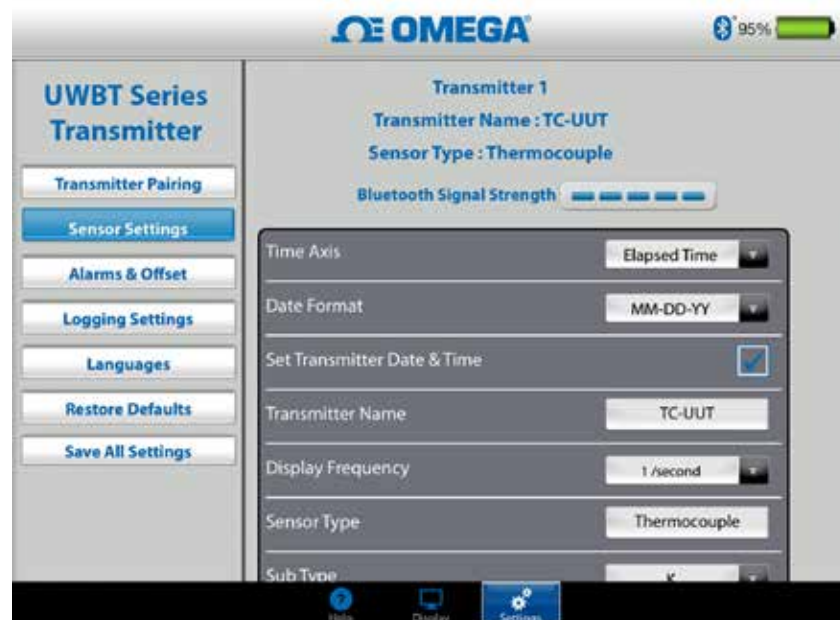 OMEGA
95%
UWBT Series
Transmitter
Transmitter Pairing
Sensor Settings
Alarms & Offset
Logging Settings
Languages
Restore Defaults
Save All Settings
Transmitter 1
Transmitter Name : TC-UUT
Sensor Type : Thermocouple
Bluetooth Signal Strength
Time Axis Elapsed Time
Date Format MM-DD-YY
Set Transmitter Date & Time
Transmitter Name TC-UUT
Display Frequency 1 /second
Sensor Type Thermocouple
Sub Type K
Help Display Settings